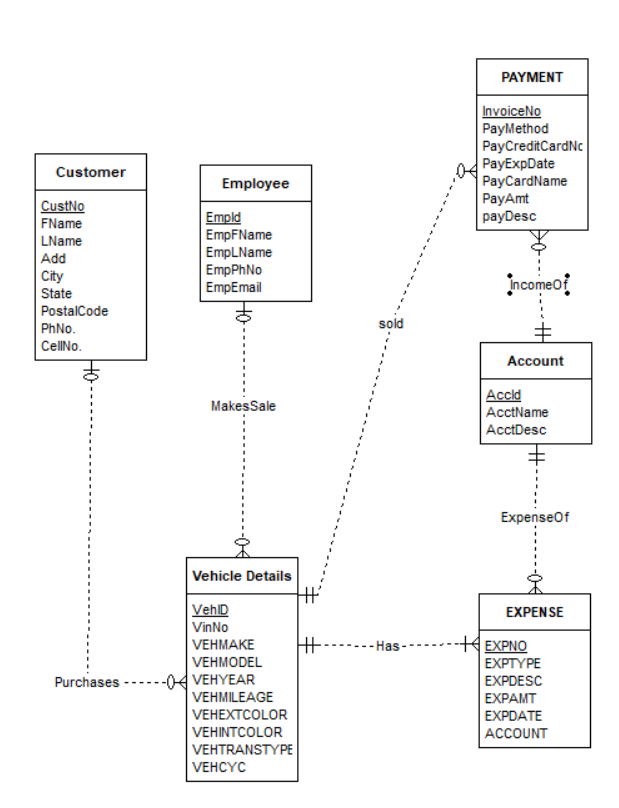 PAYMENT
InvoiceNo
PayMethod
PayCreditCardNc
PayExpDate
PayCardName
PayAmt
payDesc
Customer
CustNo
FName
LName
Add
City
State
PostalCode
PhNo.
CellNo.
Employee
EmpId
EmpFName
EmpLName
EmpPhNo
EmpEmail
IncomeOf
sold
Account
AccId
AcctName
AcctDesc
MakesSale
ExpenseOf
Vehicle Details
VehID
VinNo
VEHMAKE
VEHMODEL
VEHYEAR
VEHMILEAGE
VEHEXTCOLOR
VEHINTCOLOR
VEHTRANSTYPE
VEHCYC
Has
EXPENSE
EXPNO
EXPTYPE
EXPDESC
EXPAMT
EXPDATE
ACCOUNT
Purchases